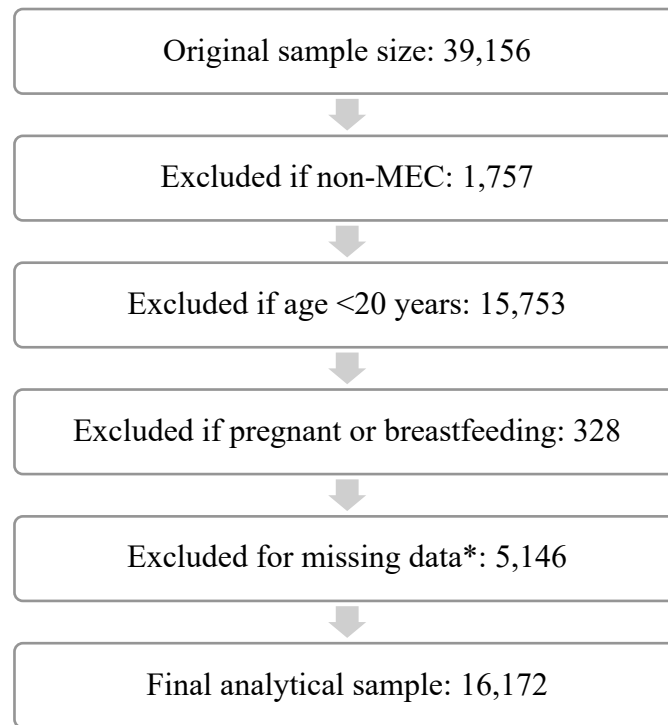 Original sample size: 39,156
Excluded if non-MEC: 1,757
Excluded if age <20 years: 15,753
Excluded if pregnant or breastfeeding: 328
Excluded for missing data*: 5,146
Final analytical sample: 16,172